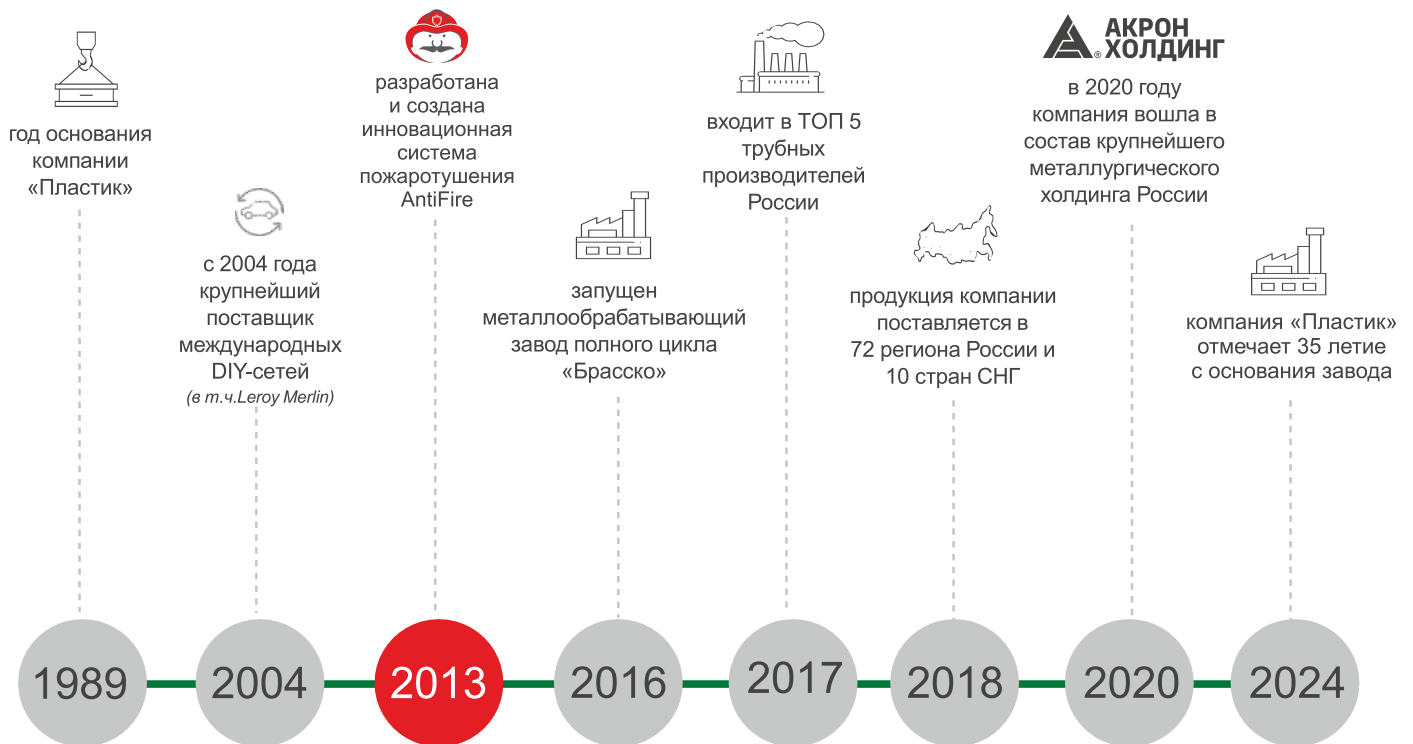 год основания
компании
«Пластик»
с 2004 года
крупнейший
поставщик
международных
DIY-сетей
(в т.ч.Leroy Merlin)
разработана
и создана
инновационная
система
пожаротушения
AntiFire
запущен
металлообрабатывающий
завод полного цикла
«Брасско»
входит в ТОП 5
трубных
производителей
России
продукция компании
поставляется в
72 региона России и
10 стран СНГ
АКРОН
ХОЛДИНГ
®
в 2020 году
компания вошла в
состав крупнейшего
металлургического
холдинга России
компания «Пластик»
отмечает 35 летие
с основания завода
1989
2004
2013
2016
2017
2018
2020
2024